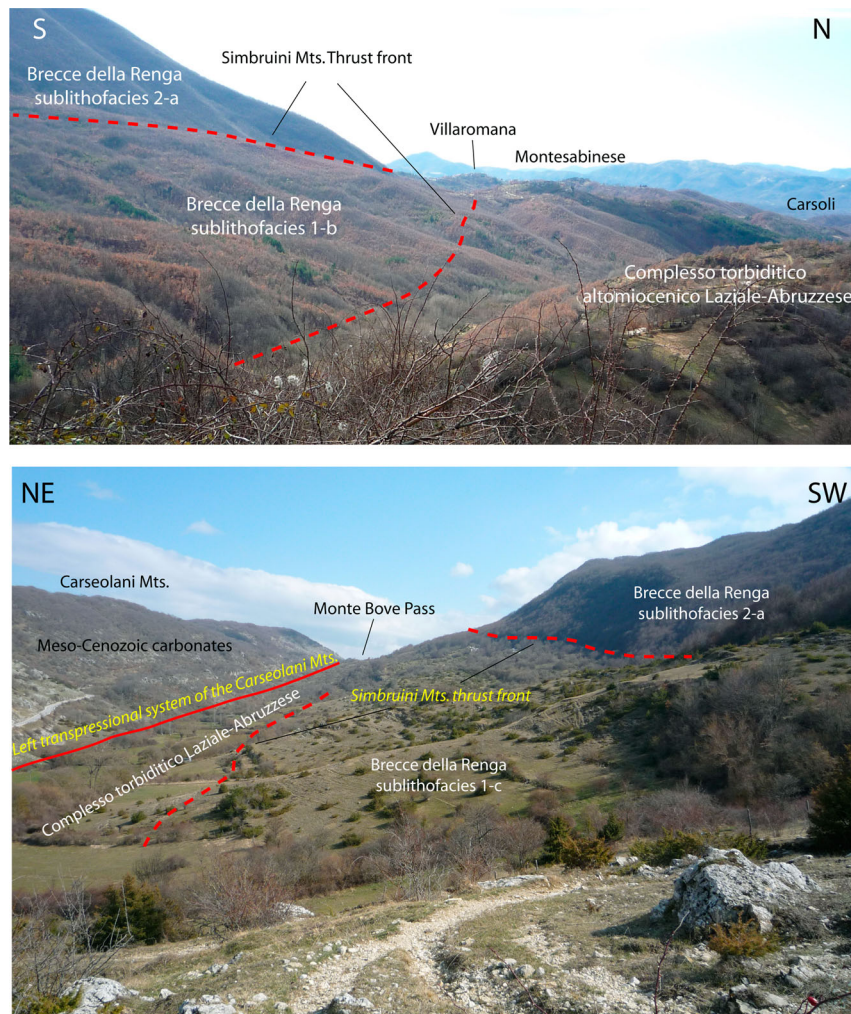 S
N
Simbruini Mts. Thrust front
Brecce della Renga
sublithofacies 2-a
Villaromana
Montesabinese
Carsoli
Brecce della Renga
sublithofacies 1-b
Complesso torbiditico
altomiocenico Laziale-Abruzzese
NE
SW
Carseolani Mts.
Brecce della Renga
sublithofacies 2-a
Monte Bove Pass
Meso-Cenozoic carbonates
Left transpressional system of the Carseolani Mts.
Simbruini Mts. thrust front
Complesso torbiditico Laziale-Abruzzese
Brecce della Renga
sublithofacies 1-c